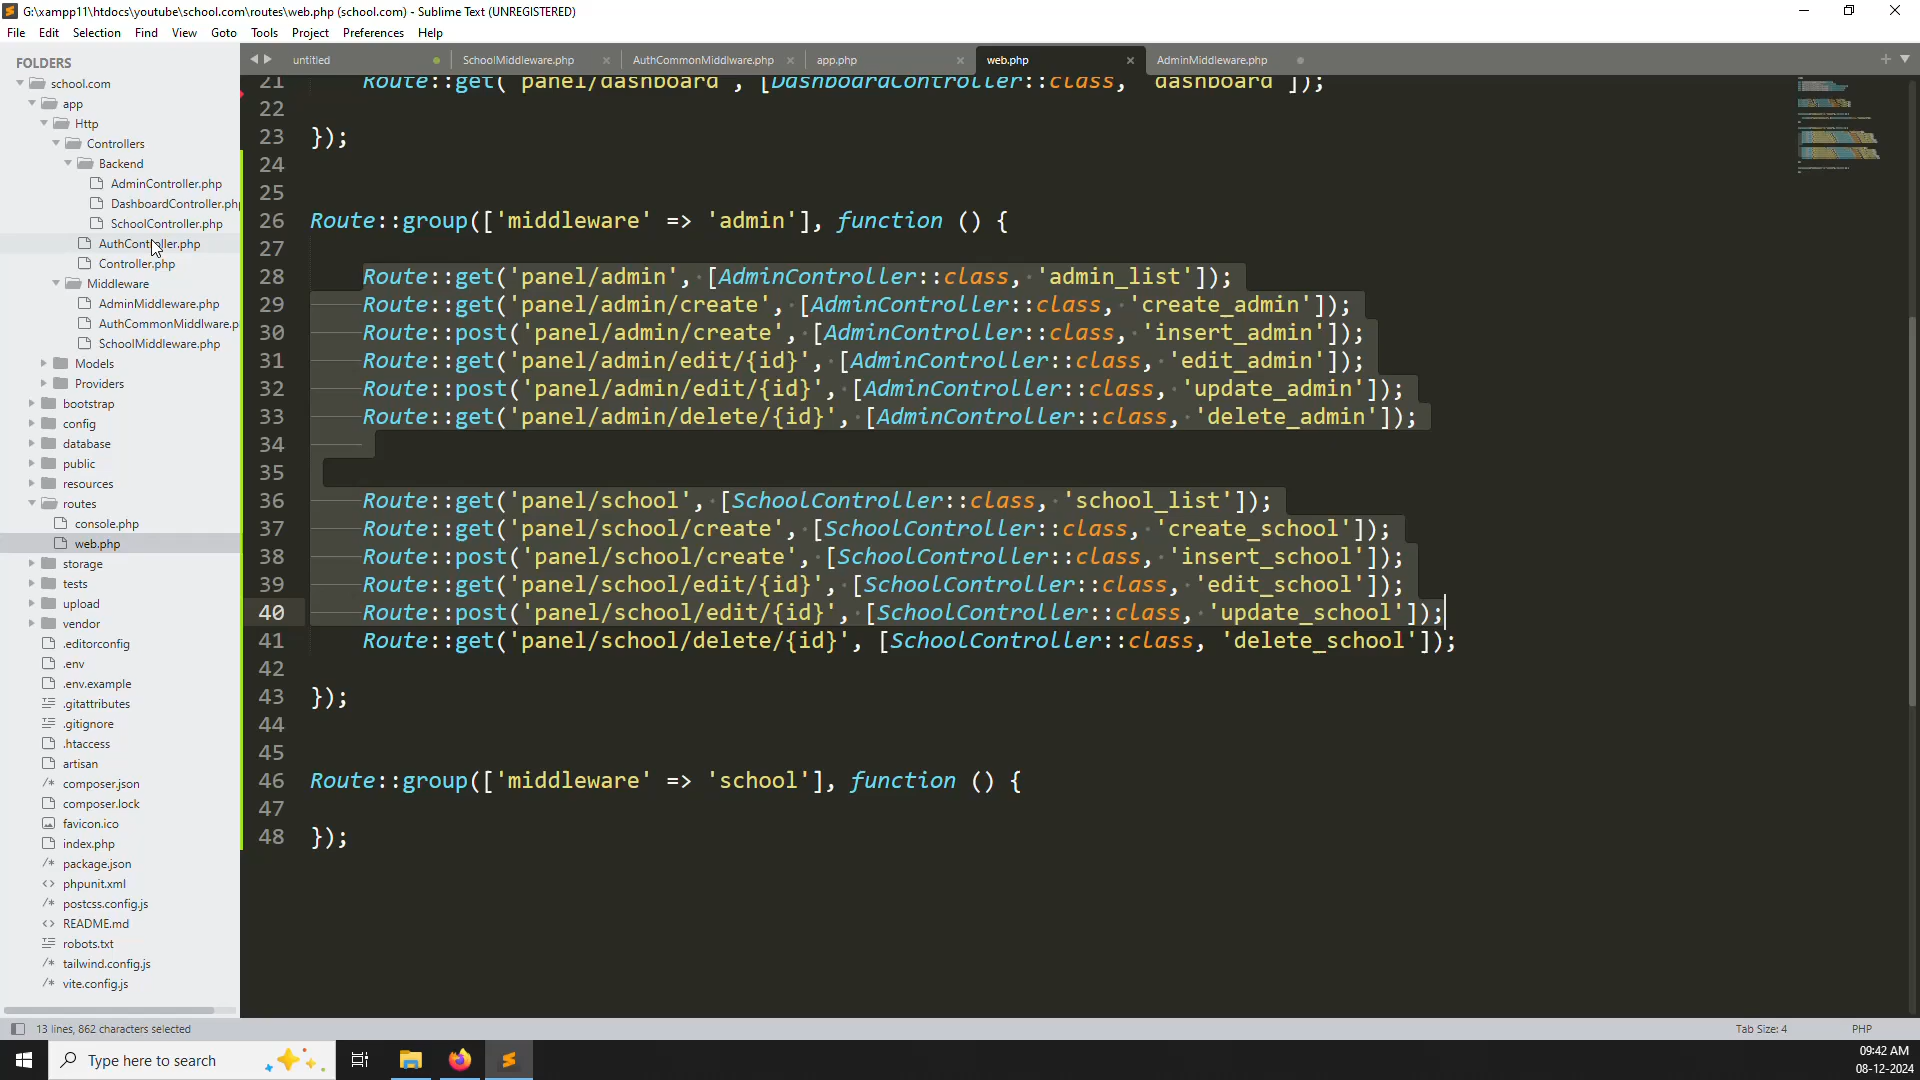 G:\xampp11\htdocs\youtube\school.com\routes\web.php (school.com) - Sublime Text (UNREGISTERED)
File Edit Selection Find View Goto Tools Project Preferences Help
FOLDERS
school.com
app
Http
Controllers
Backend
AdminController.php
DashboardController.php
SchoolController.php
AuthController.php
Controller.php
Middleware
AdminMiddleware.php
AuthCommonMiddlware.p
SchoolMiddleware.php
Models
Providers
bootstrap
config
database
public
resources
routes
console.php
web.php
storage
tests
upload
vendor
.editorconfig
.env
.env.example
.gitattributes
.gitignore
.htaccess
artisan
composer.json
composer.lock
favicon.ico
index.php
package.json
phpunit.xml
postcss.config.js
README.md
robots.txt
tailwind.config.js
vite.config.js
untitled SchoolMiddleware.php AuthCommonMiddlware.php app.php web.php AdminMiddleware.php
21 Route::get('panel/dashboard', [DashboardController::class, 'dashboard']);
22
23 });
24
25
26 Route::group(['middleware' => 'admin'], function () {
27
28 Route::get('panel/admin', [AdminController::class, 'admin_list']);
29 Route::get('panel/admin/create', [AdminController::class, 'create_admin']);
30 Route::post('panel/admin/create', [AdminController::class, 'insert_admin']);
31 Route::get('panel/admin/edit/{id}', [AdminController::class, 'edit_admin']);
32 Route::post('panel/admin/edit/{id}', [AdminController::class, 'update_admin']);
33 Route::get('panel/admin/delete/{id}', [AdminController::class, 'delete_admin']);
34
35
36 Route::get('panel/school', [SchoolController::class, 'school_list']);
37 Route::get('panel/school/create', [SchoolController::class, 'create_school']);
38 Route::post('panel/school/create', [SchoolController::class, 'insert_school']);
39 Route::get('panel/school/edit/{id}', [SchoolController::class, 'edit_school']);
40 Route::post('panel/school/edit/{id}', [SchoolController::class, 'update_school']);
41 Route::get('panel/school/delete/{id}', [SchoolController::class, 'delete_school']);
42
43 });
44
45
46 Route::group(['middleware' => 'school'], function () {
47
48 });
13 lines, 862 characters selected
Tab Size: 4 PHP
Type here to search
09:42 AM
08-12-2024